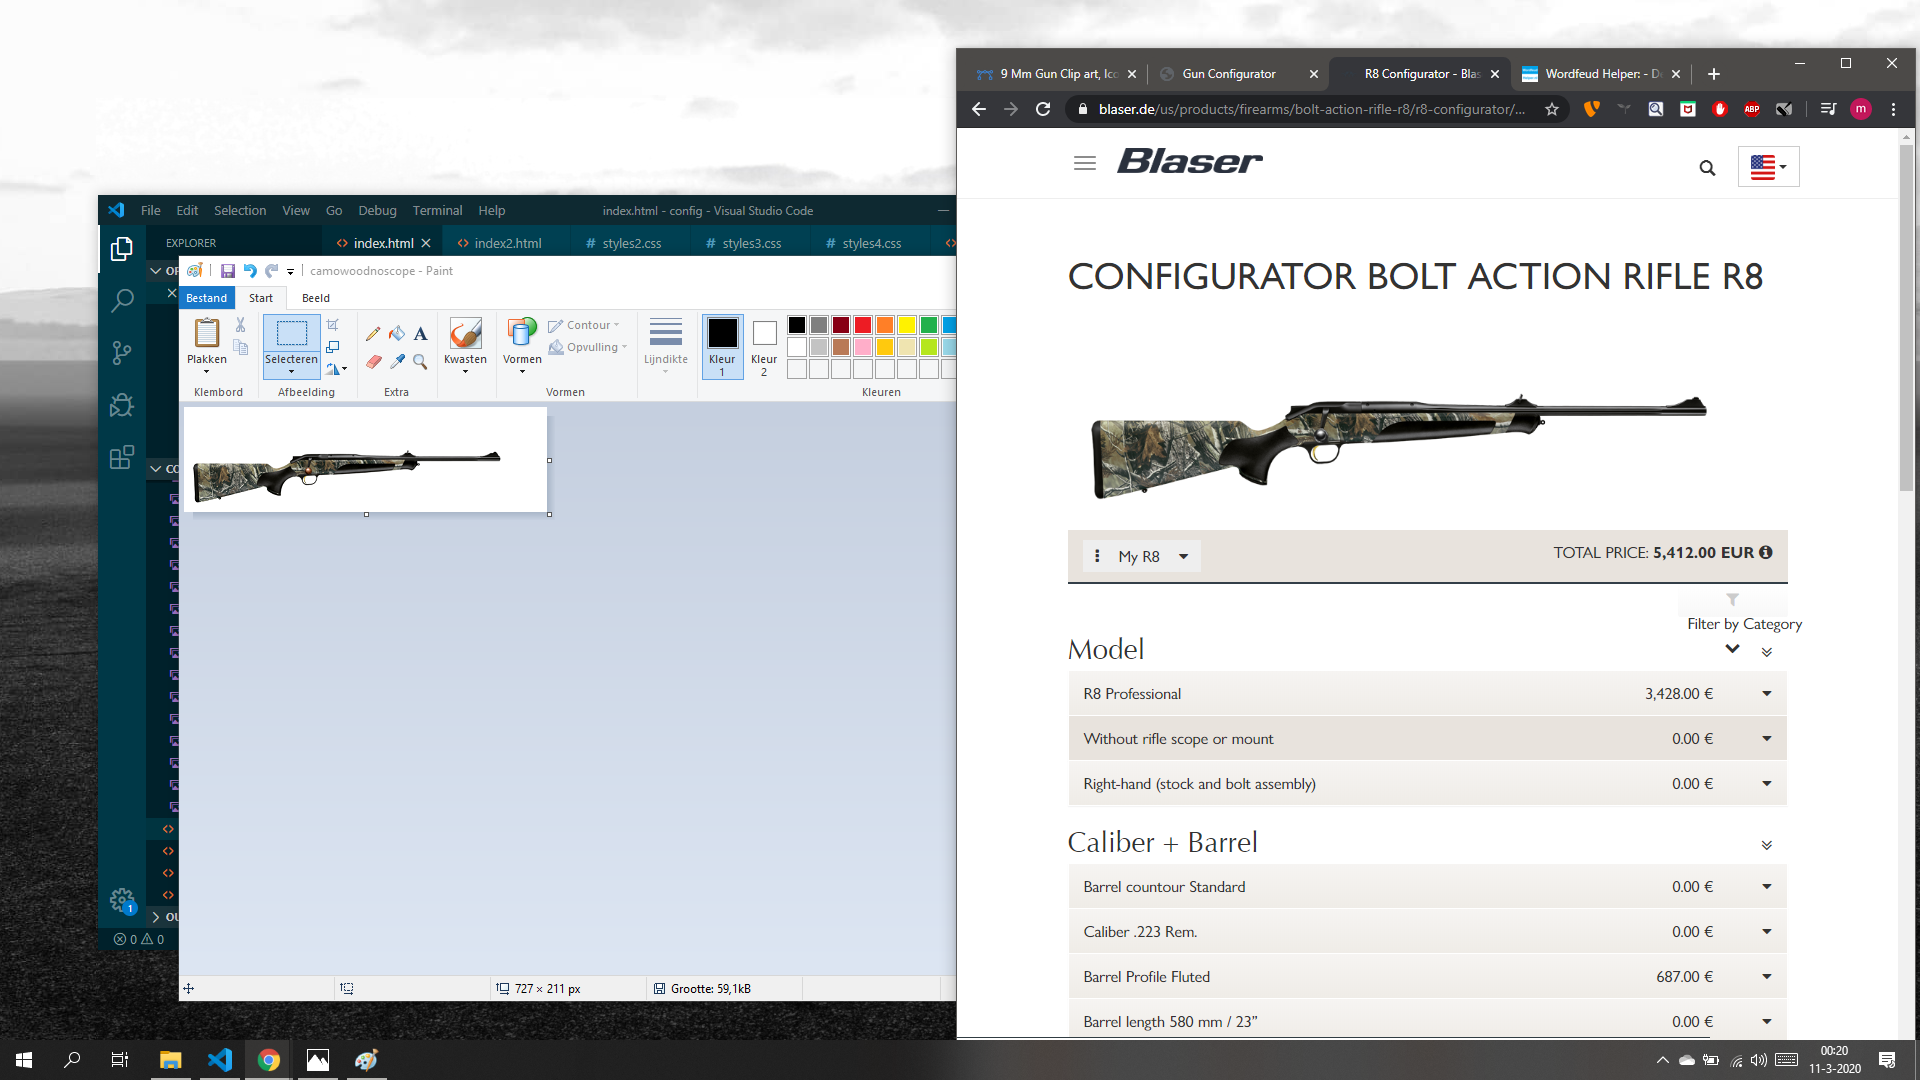 File Edit Selection View Go Debug Terminal Help
index.html - config - Visual Studio Code
EXPLORER
index.html
index2.html
styles2.css
styles3.css
styles4.css
camowoodnoscope - Paint
Bestand
Start
Beeld
Plakken
Klembord
Selecteren
Afbeelding
A
Extra
Kwasten
Vormen
Contour
Opvulling
Vormen
Lijndikte
Kleur
1
Kleur
2
Kleuren
727 × 211 px
Grootte: 59,1kB
1
0
0
9 Mm Gun Clip art, Ico
Gun Configurator
R8 Configurator - Blas
Wordfeud Helper: - D
blaser.de/us/products/firearms/bolt-action-rifle-r8/r8-configurator/...
ABP
m
Blaser
CONFIGURATOR BOLT ACTION RIFLE R8
My R8
TOTAL PRICE: 5,412.00 EUR
Filter by Category
Model
R8 Professional 3,428.00 €
Without rifle scope or mount 0.00 €
Right-hand (stock and bolt assembly) 0.00 €
Caliber + Barrel
Barrel countour Standard 0.00 €
Caliber .223 Rem. 0.00 €
Barrel Profile Fluted 687.00 €
Barrel length 580 mm / 23” 0.00 €
00:20
11-3-2020